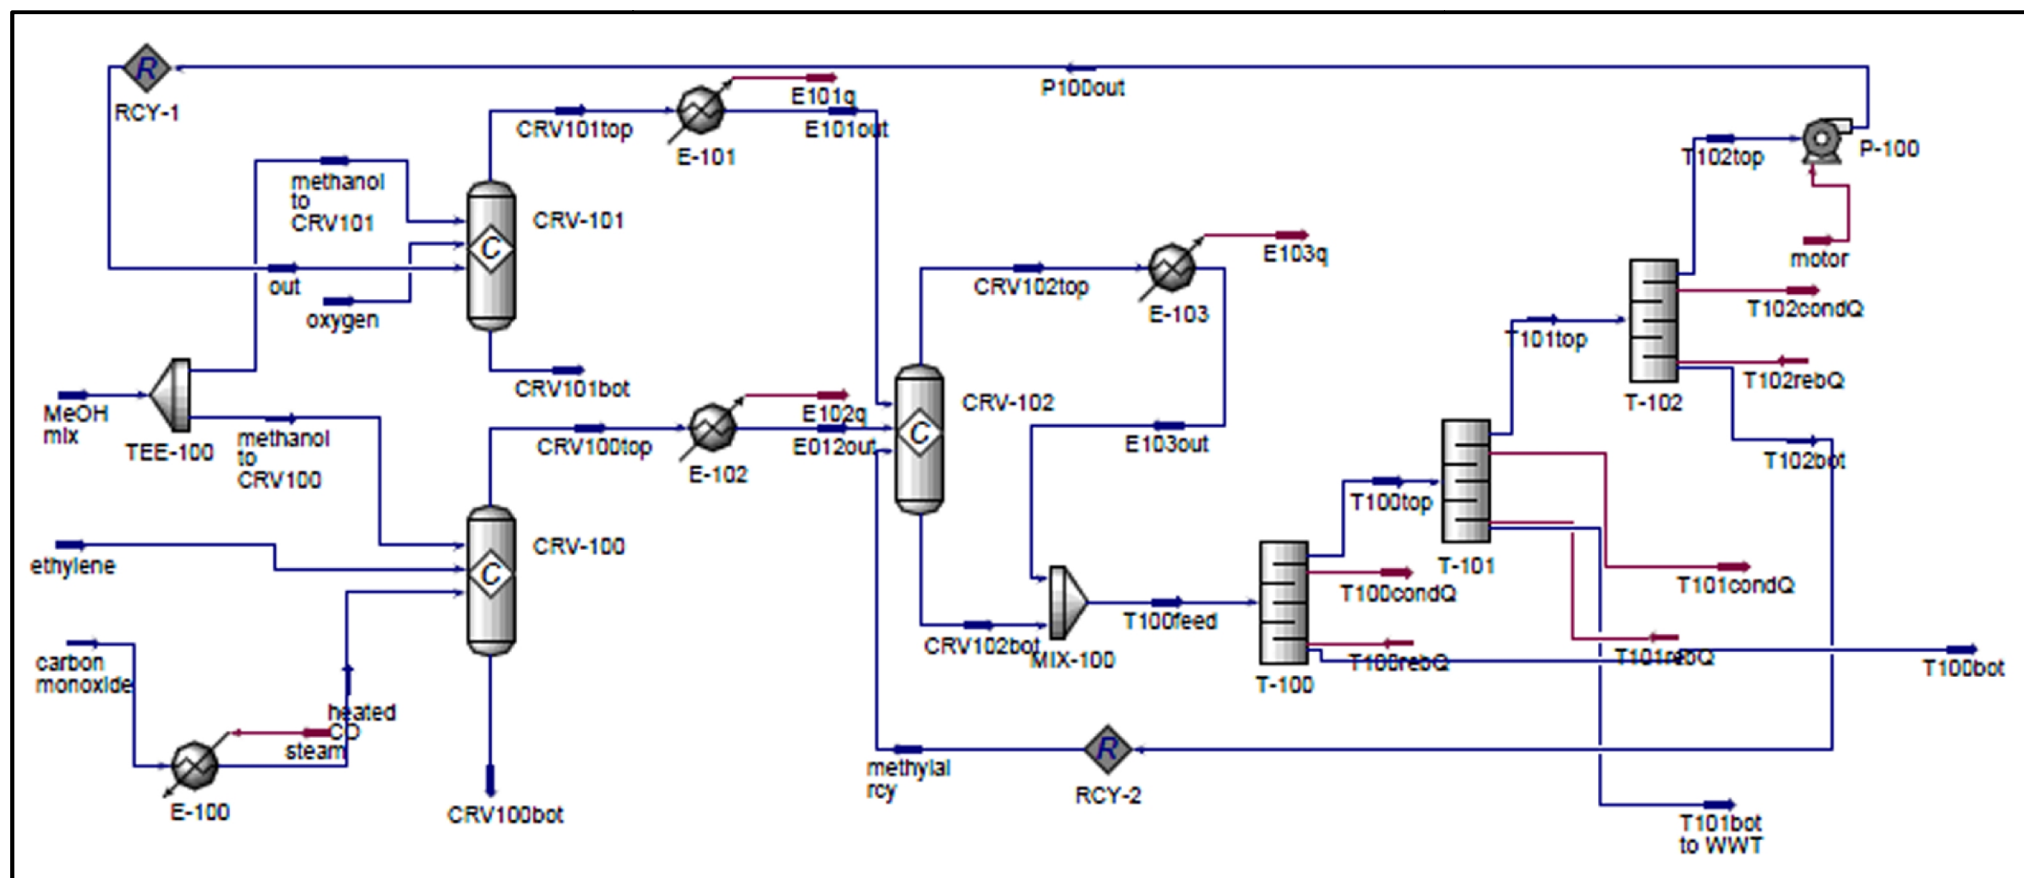 R
RCY-1
P100out
E101q
CRV101top
E101out
E-101
T102top
P-100
methanol
to
CRV101
CRV-101
C
E103q
motor
out
CRV102top
oxygen
E-103
T102condQ
T101top
CRV101bot
T102rebQ
MeOH
mix
E102q
CRV-102
T-102
TEE-100
methanol
to
CRV100
CRV100top
E012out
C
E103out
E-102
T102bot
T100top
CRV-100
ethylene
C
T-101
T100condQ
T101condQ
T100feed
CRV102bot
MIX-100
carbon
monoxide
T100rebQ
T101rebQ
T100bot
T-100
heated
CO
steam
R
methylal
rcy
RCY-2
E-100
CRV100bot
T101bot
to WWT